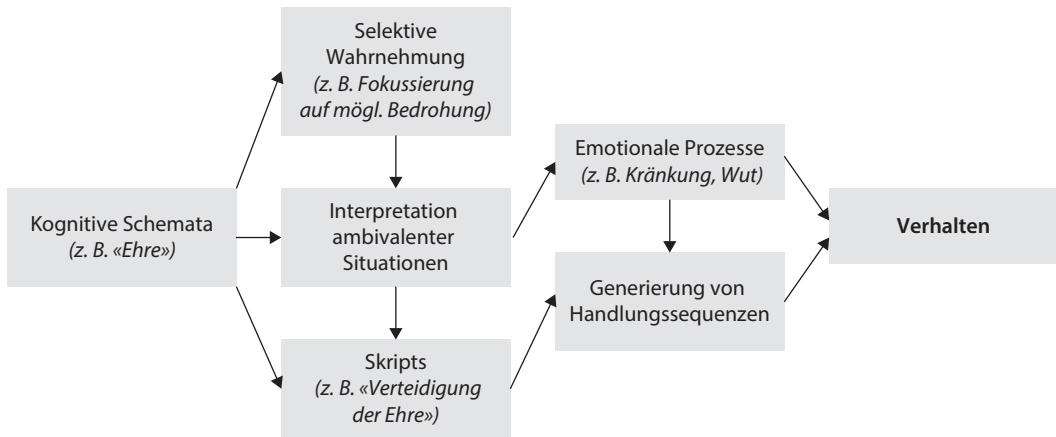 Selektive
Wahrnehmung
(z. B. Fokussierung
auf mögl. Bedrohung)
Kognitive Schemata
(z. B. «Ehre»)
Interpretation
ambivalenter
Situationen
Skripts
(z. B. «Verteidigung
der Ehre»)
Emotionale Prozesse
(z. B. Kränkung, Wut)
Generierung von
Handlungssequenzen
Verhalten